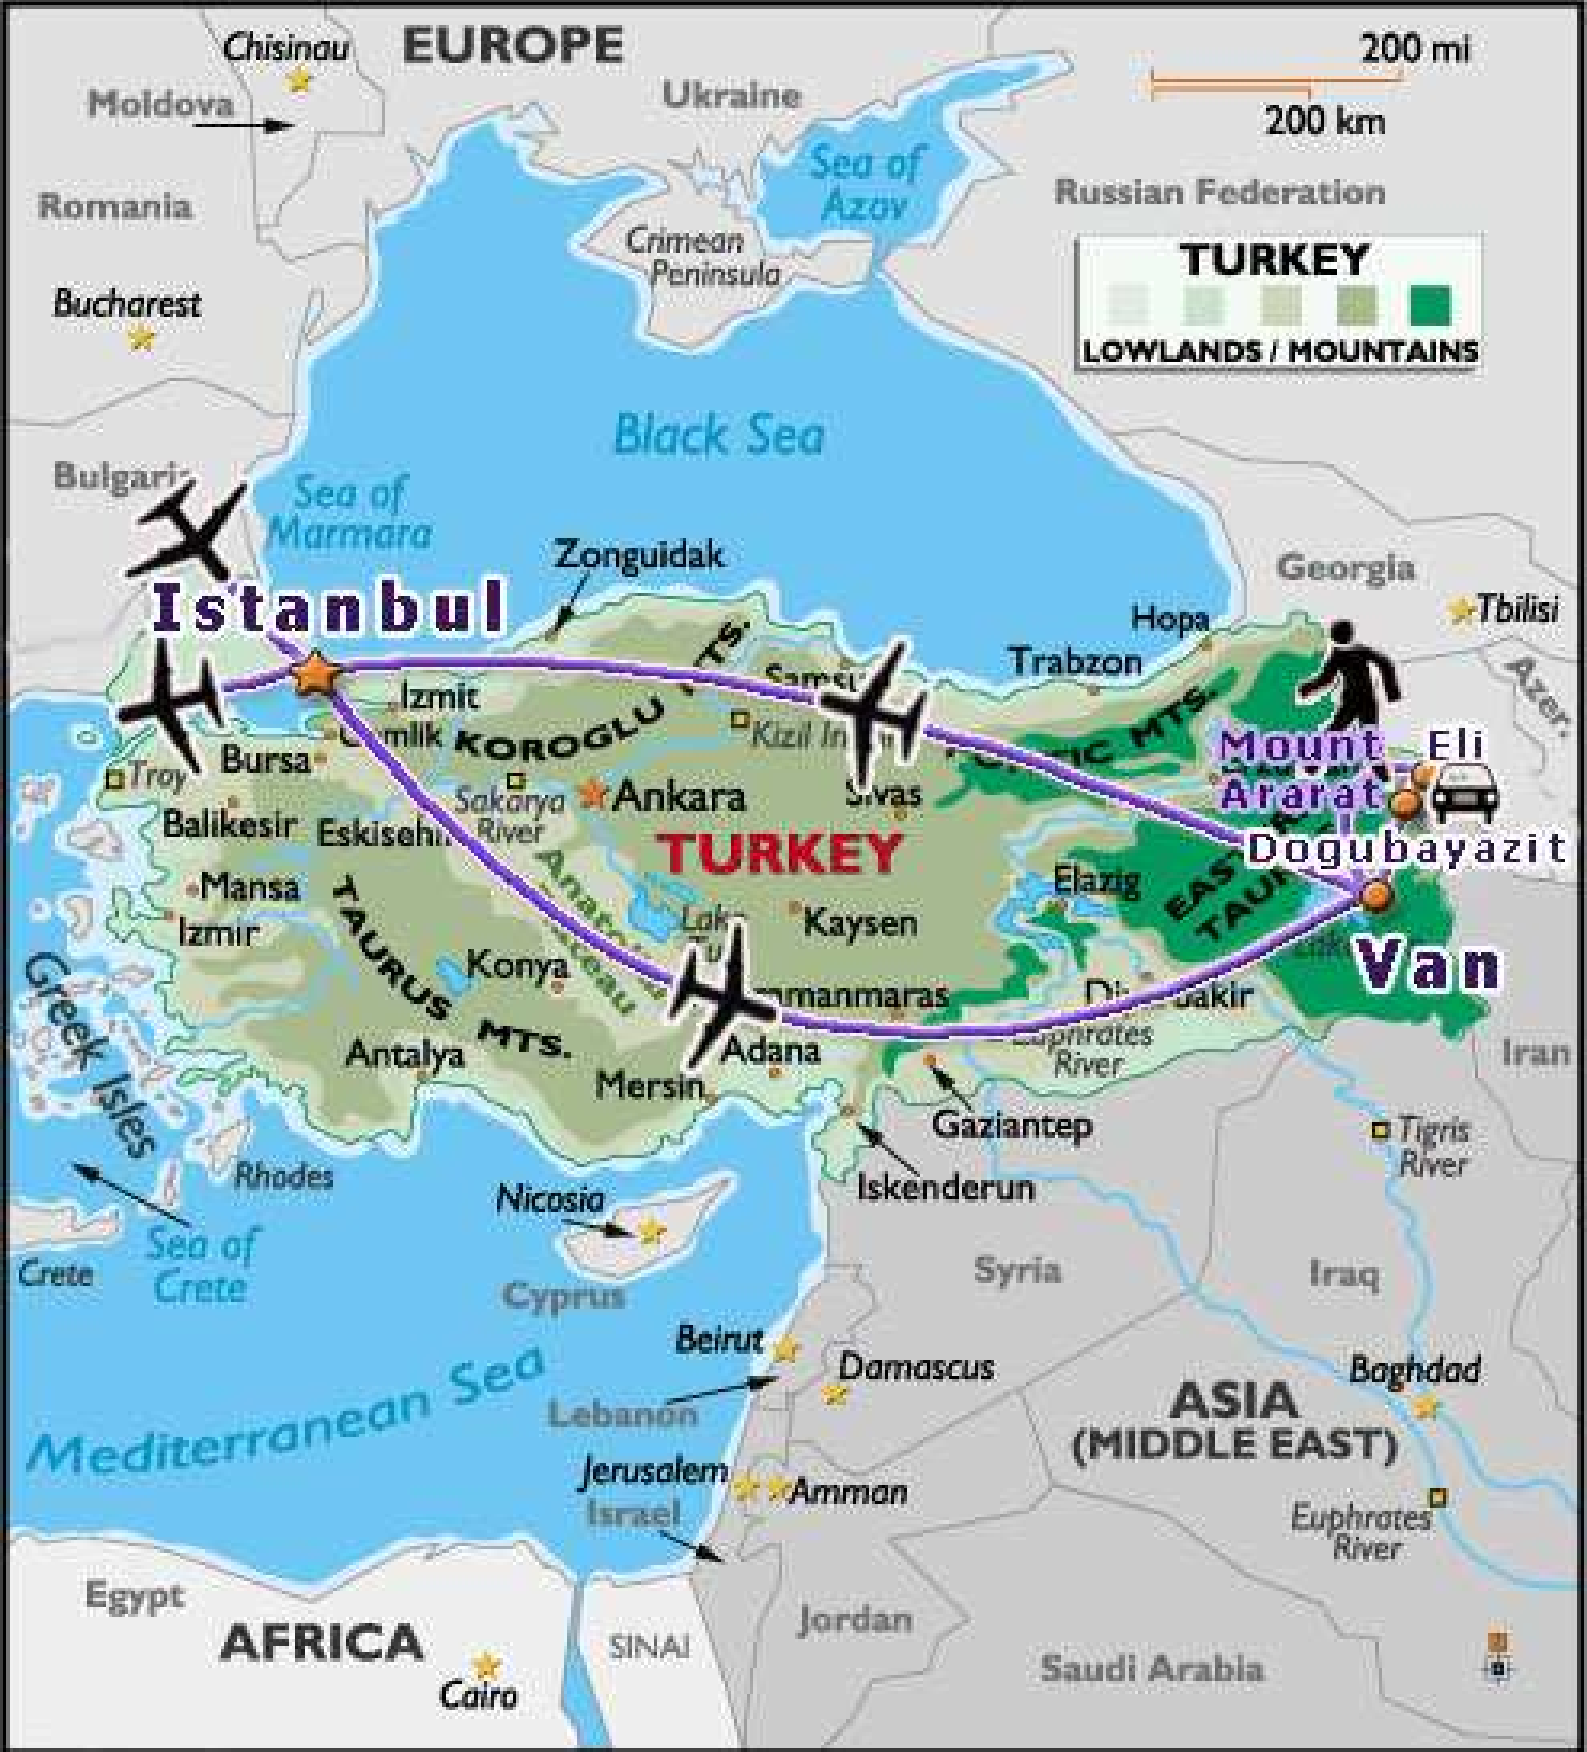 Chisinau
EUROPE
200 mi
Moldova
Ukraine
200 km
Sea of
Azov
Russian Federation
Romania
Crimean
Peninsula
TURKEY
LOWLANDS / MOUNTAINS
Bucharest
Black Sea
Bulgari
Sea of
Marmara
Zonguidak
Georgia
Tbilisi
Istanbul
Hopa
Trabzon
Azer.
Izmit
KOROGLU
Bursa
Troy
Sakarya
River
Ankara
Kizil
MTS.
Mount
Ararat
Eli
Sivas
Balikesir
TURKEY
Dogubayazit
Mansa
Izmir
TAURUS
MTS.
Elazig
EAST
Kaysen
Konya
Van
Greek Isles
Antalya
Adana
Mersin
Euphrates
River
Iran
Gaziantep
Tigris
River
Rhodes
Nicosia
Iskenderun
Sea of
Crete
Crete
Cyprus
Syria
Iraq
Beirut
Damascus
Baghdad
Mediterranean Sea
Lebanon
ASIA
(MIDDLE EAST)
Jerusalem
Amman
Israel
Euphrates
River
Egypt
AFRICA
SINAI
Jordan
Saudi Arabia
Cairo